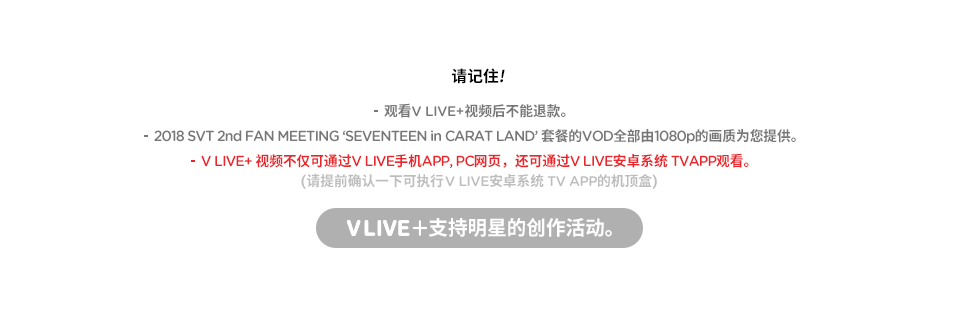 请记住!
- 观看V LIVE+视频后不能退款。
- 2018 SVT 2nd FAN MEETING ‘SEVENTEEN in CARAT LAND’ 套餐的VOD全部由1080p的画质为您提供。
- V LIVE+ 视频不仅可通过V LIVE手机APP, PC网页，还可通过V LIVE安卓系统 TVAPP观看。
(请提前确认一下可执行V LIVE安卓系统 TV APP的机顶盒)
V LIVE+支持明星的创作活动。